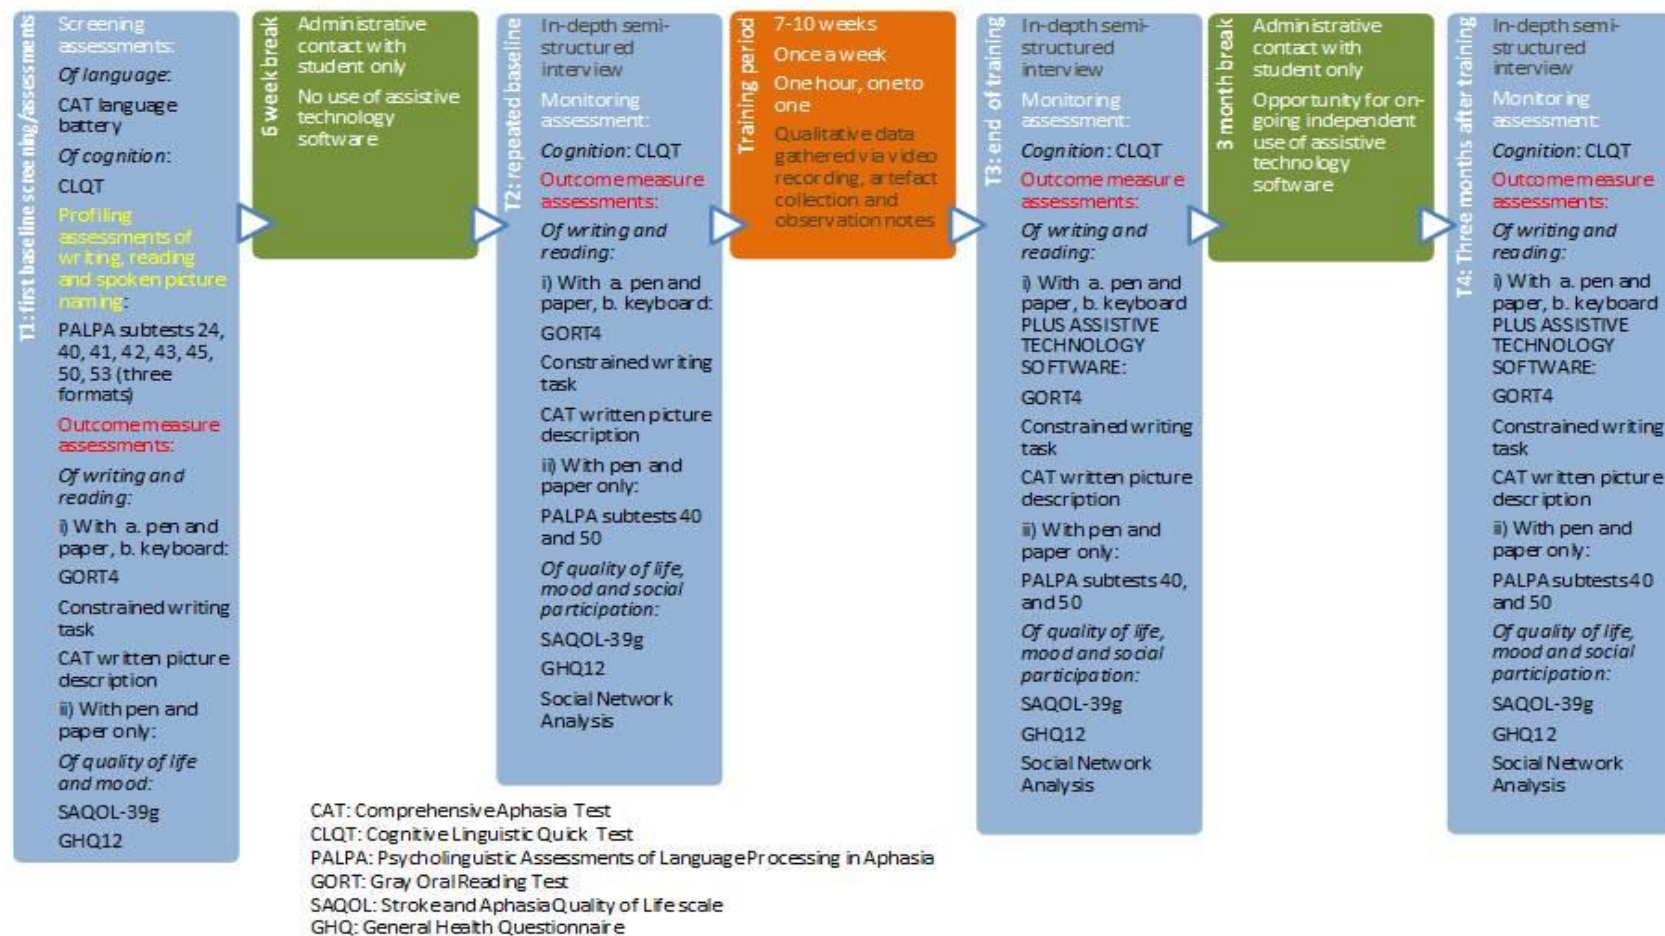 T1: first baseline screening/assessments
Screening
assessments:
Of language:
CAT language
battery
Of cognition:
CLQT
Profiling
assessments of
writing, reading
and spoken picture
naming:
PALPA subtests 24,
40, 41, 42, 43, 45,
50, 53 (three
formats)
Outcome measure
assessments:
Of writing and
reading:
i) With a. pen and
paper, b. keyboard:
GORT4
Constrained writing
task
CAT written picture
description
ii) With pen and
paper only:
Of quality of life
and mood:
SAQOL-39g
GHQ12
6 week break
Administrative
contact with
student only
No use of assistive
technology
software
T2: repeated baseline
In-depth semi-
structured
interview
Monitoring
assessment:
Cognition: CLQT
Outcome measure
assessments:
Of writing and
reading:
i) With a. pen and
paper, b. keyboard:
GORT4
Constrained writing
task
CAT written picture
description
ii) With pen and
paper only:
PALPA subtests 40
and 50
Of quality of life,
mood and social
participation:
SAQOL-39g
GHQ12
Social Network
Analysis
Training period
7-10 weeks
Once a week
One hour, one to
one
Qualitative data
gathered via video
recording, artefact
collection and
observation notes
T3: end of training
In-depth semi-
structured
interview
Monitoring
assessment:
Cognition: CLQT
Outcome measure
assessments:
Of writing and
reading:
i) With a. pen and
paper, b. keyboard
PLUS ASSISTIVE
TECHNOLOGY
SOFTWARE:
GORT4
Constrained writing
task
CAT written picture
description
ii) With pen and
paper only:
PALPA subtests 40,
and 50
Of quality of life,
mood and social
participation:
SAQOL-39g
GHQ12
Social Network
Analysis
3 month break
Administrative
contact with
student only
Opportunity for on-
going independent
use of assistive
technology
software
T4: Three months after training
In-depth semi-
structured
interview
Monitoring
assessment:
Cognition: CLQT
Outcome measure
assessments:
Of writing and
reading:
i) With a. pen and
paper, b. keyboard
PLUS ASSISTIVE
TECHNOLOGY
SOFTWARE:
GORT4
Constrained writing
task
CAT written picture
description
ii) With pen and
paper only:
PALPA subtests 40
and 50
Of quality of life,
mood and social
participation:
SAQOL-39g
GHQ12
Social Network
Analysis
CAT: Comprehensive Aphasia Test
CLQT: Cognitive Linguistic Quick Test
PALPA: Psycholinguistic Assessments of Language Processing in Aphasia
GORT: Gray Oral Reading Test
SAQOL: Stroke and Aphasia Quality of Life scale
GHQ: General Health Questionnaire